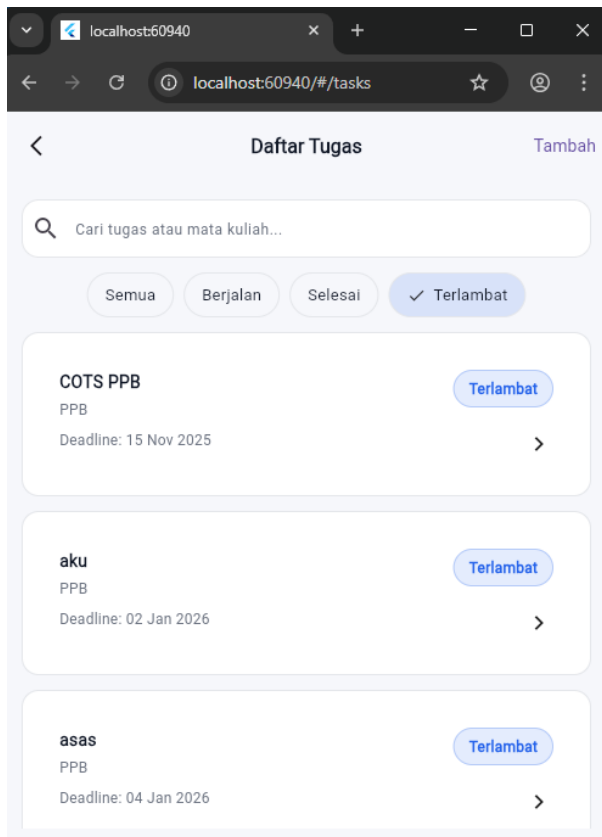 localhost:60940
localhost:60940/#/tasks
Daftar Tugas
Tambah
Cari tugas atau mata kuliah...
Semua
Berjalan
Selesai
Terlambat
COTS PPB
Terlambat
PPB
Deadline: 15 Nov 2025
aku
Terlambat
PPB
Deadline: 02 Jan 2026
asas
Terlambat
PPB
Deadline: 04 Jan 2026